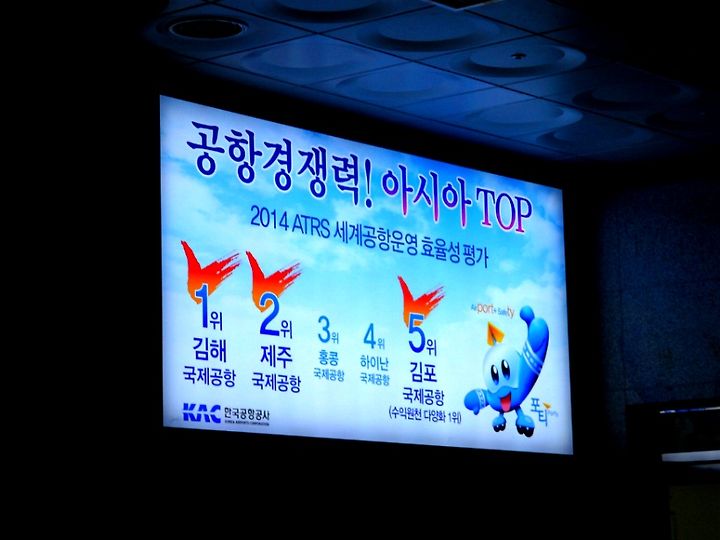 공항경쟁력! 아시아 TOP
2014 ATRS 세계공항운영 효율성 평가
1위 김해 국제공항
2위 제주 국제공항
3위 홍콩 국제공항
4위 하이난 국제공항
5위 김포 국제공항
(수익원천 다양화 1위)
Airport+Safety
포티
KAC 한국공항공사
KOREA AIRPORTS CORPORATION